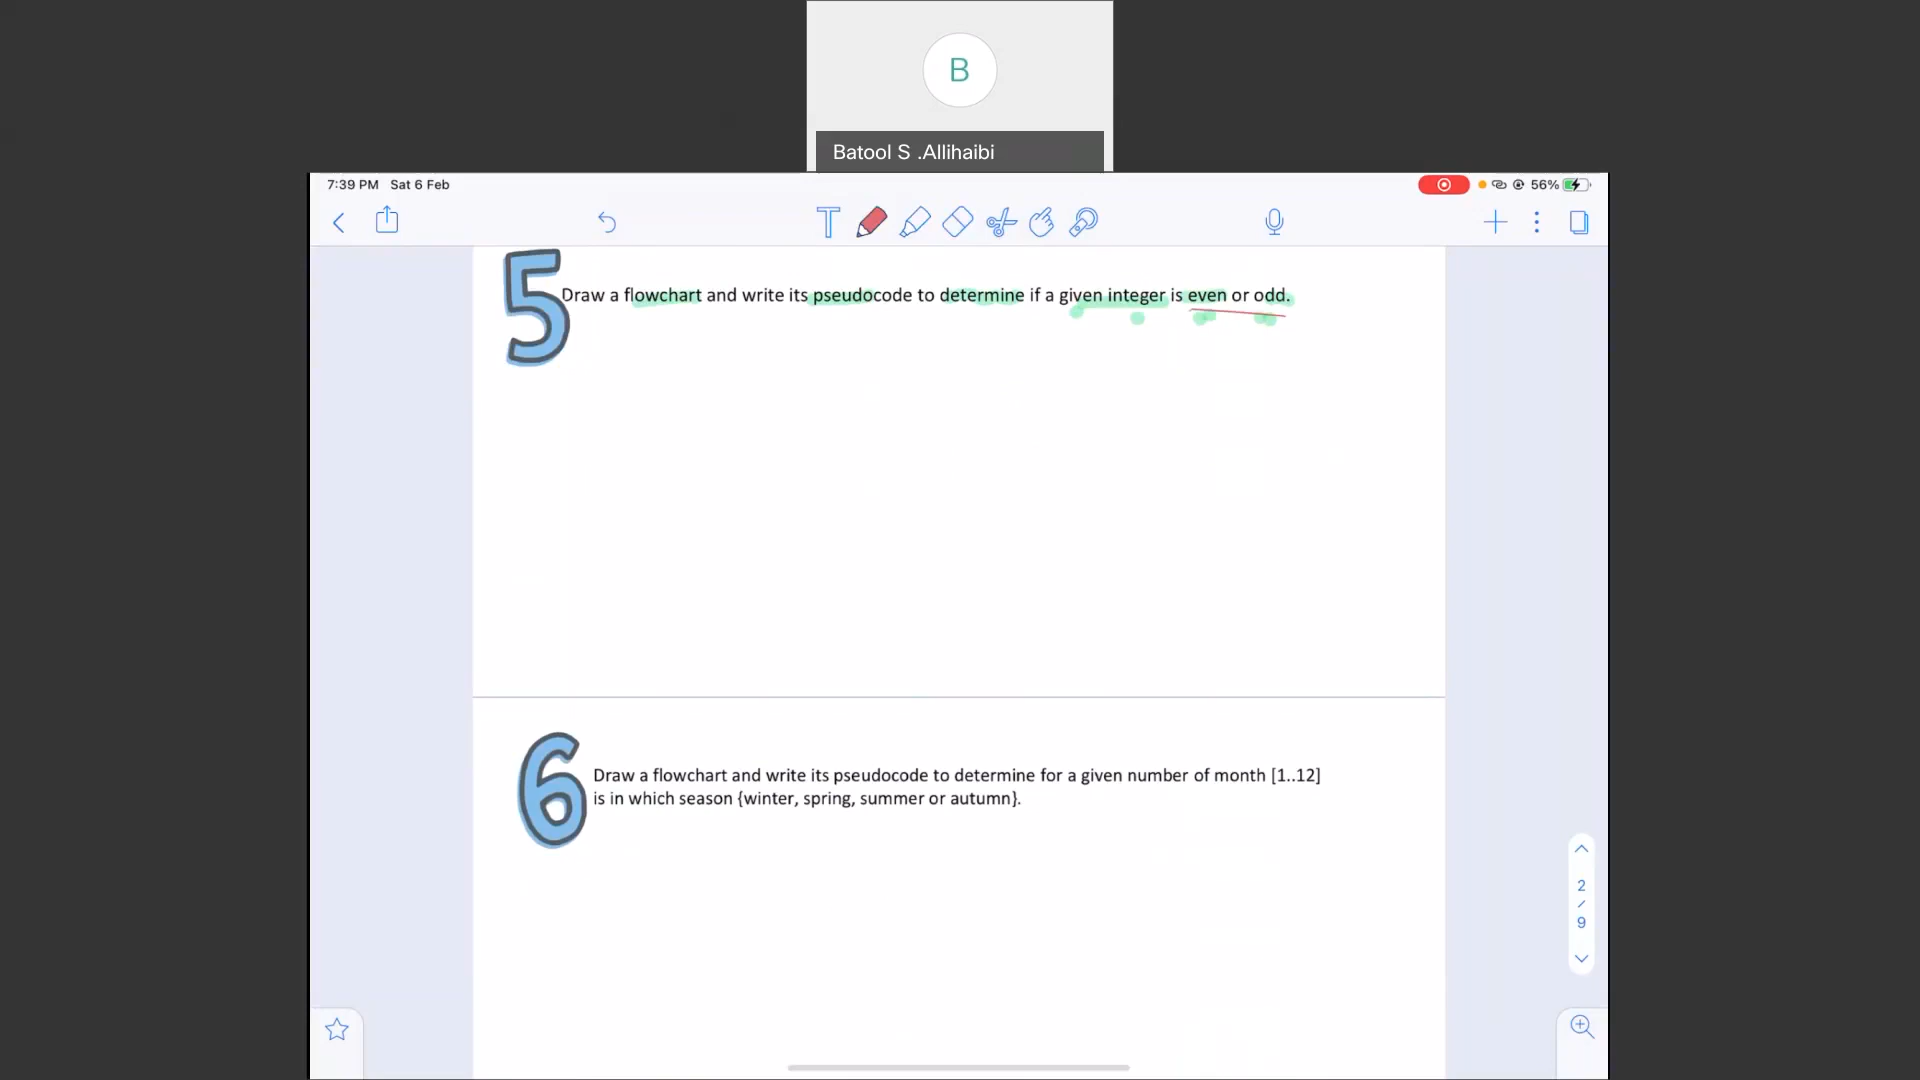 B
Batool S .Allihaibi
7:39 PM Sat 6 Feb
56%
T
5
Draw a flowchart and write its pseudocode to determine if a given integer is even or odd.
6
Draw a flowchart and write its pseudocode to determine for a given number of month [1..12]
is in which season {winter, spring, summer or autumn}.
2
/
9